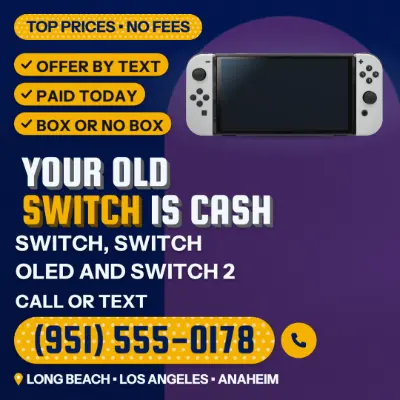 TOP PRICES • NO FEES
✓ OFFER BY TEXT
✓ PAID TODAY
✓ BOX OR NO BOX
YOUR OLD
SWITCH IS CASH
SWITCH, SWITCH
OLED AND SWITCH 2
CALL OR TEXT
(951) 555-0178
LONG BEACH • LOS ANGELES • ANAHEIM